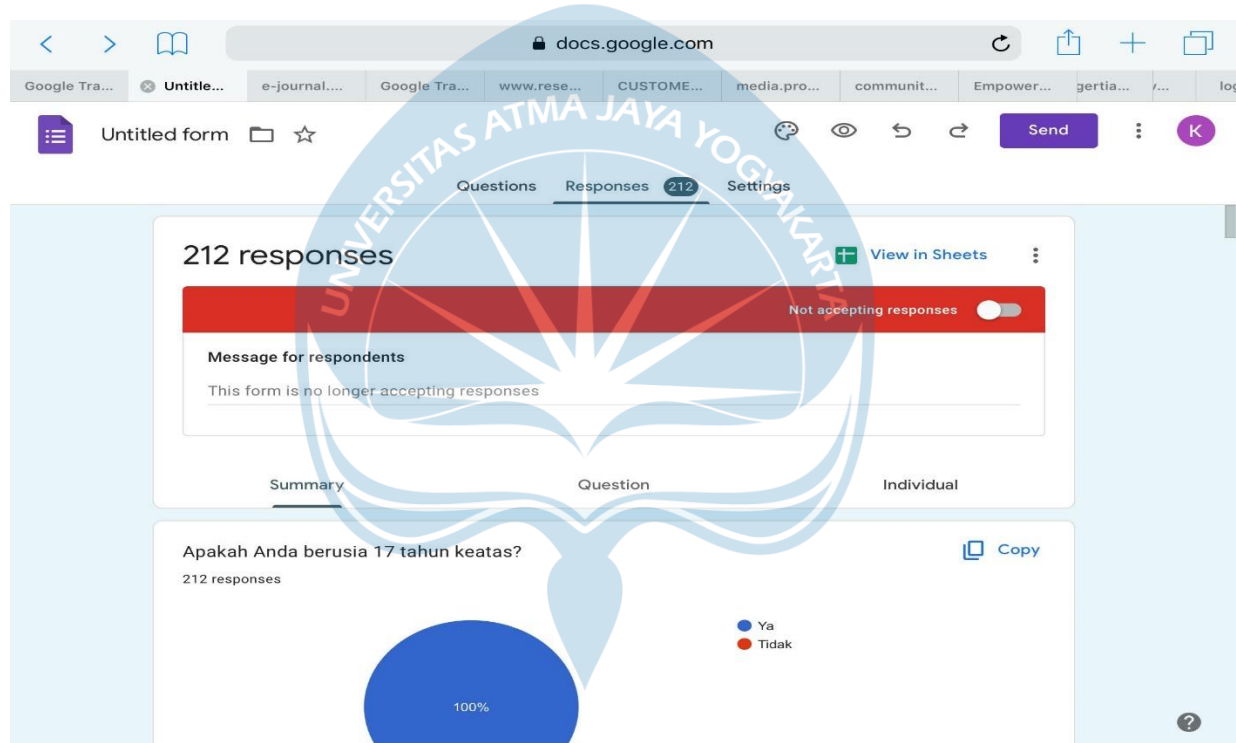 docs.google.com
Google Tra... Untitle... e-journal.... Google Tra... www.rese... CUSTOME... media.pro... communit... Empower... gertia... log
Untitled form Send K
Questions Responses 212 Settings
UNIVERSITAS ATMA JAYA YOGYAKARTA
212 responses View in Sheets
Not accepting responses
Message for respondents
This form is no longer accepting responses
Summary Question Individual
Apakah Anda berusia 17 tahun keatas? Copy
212 responses
Ya
Tidak
100%